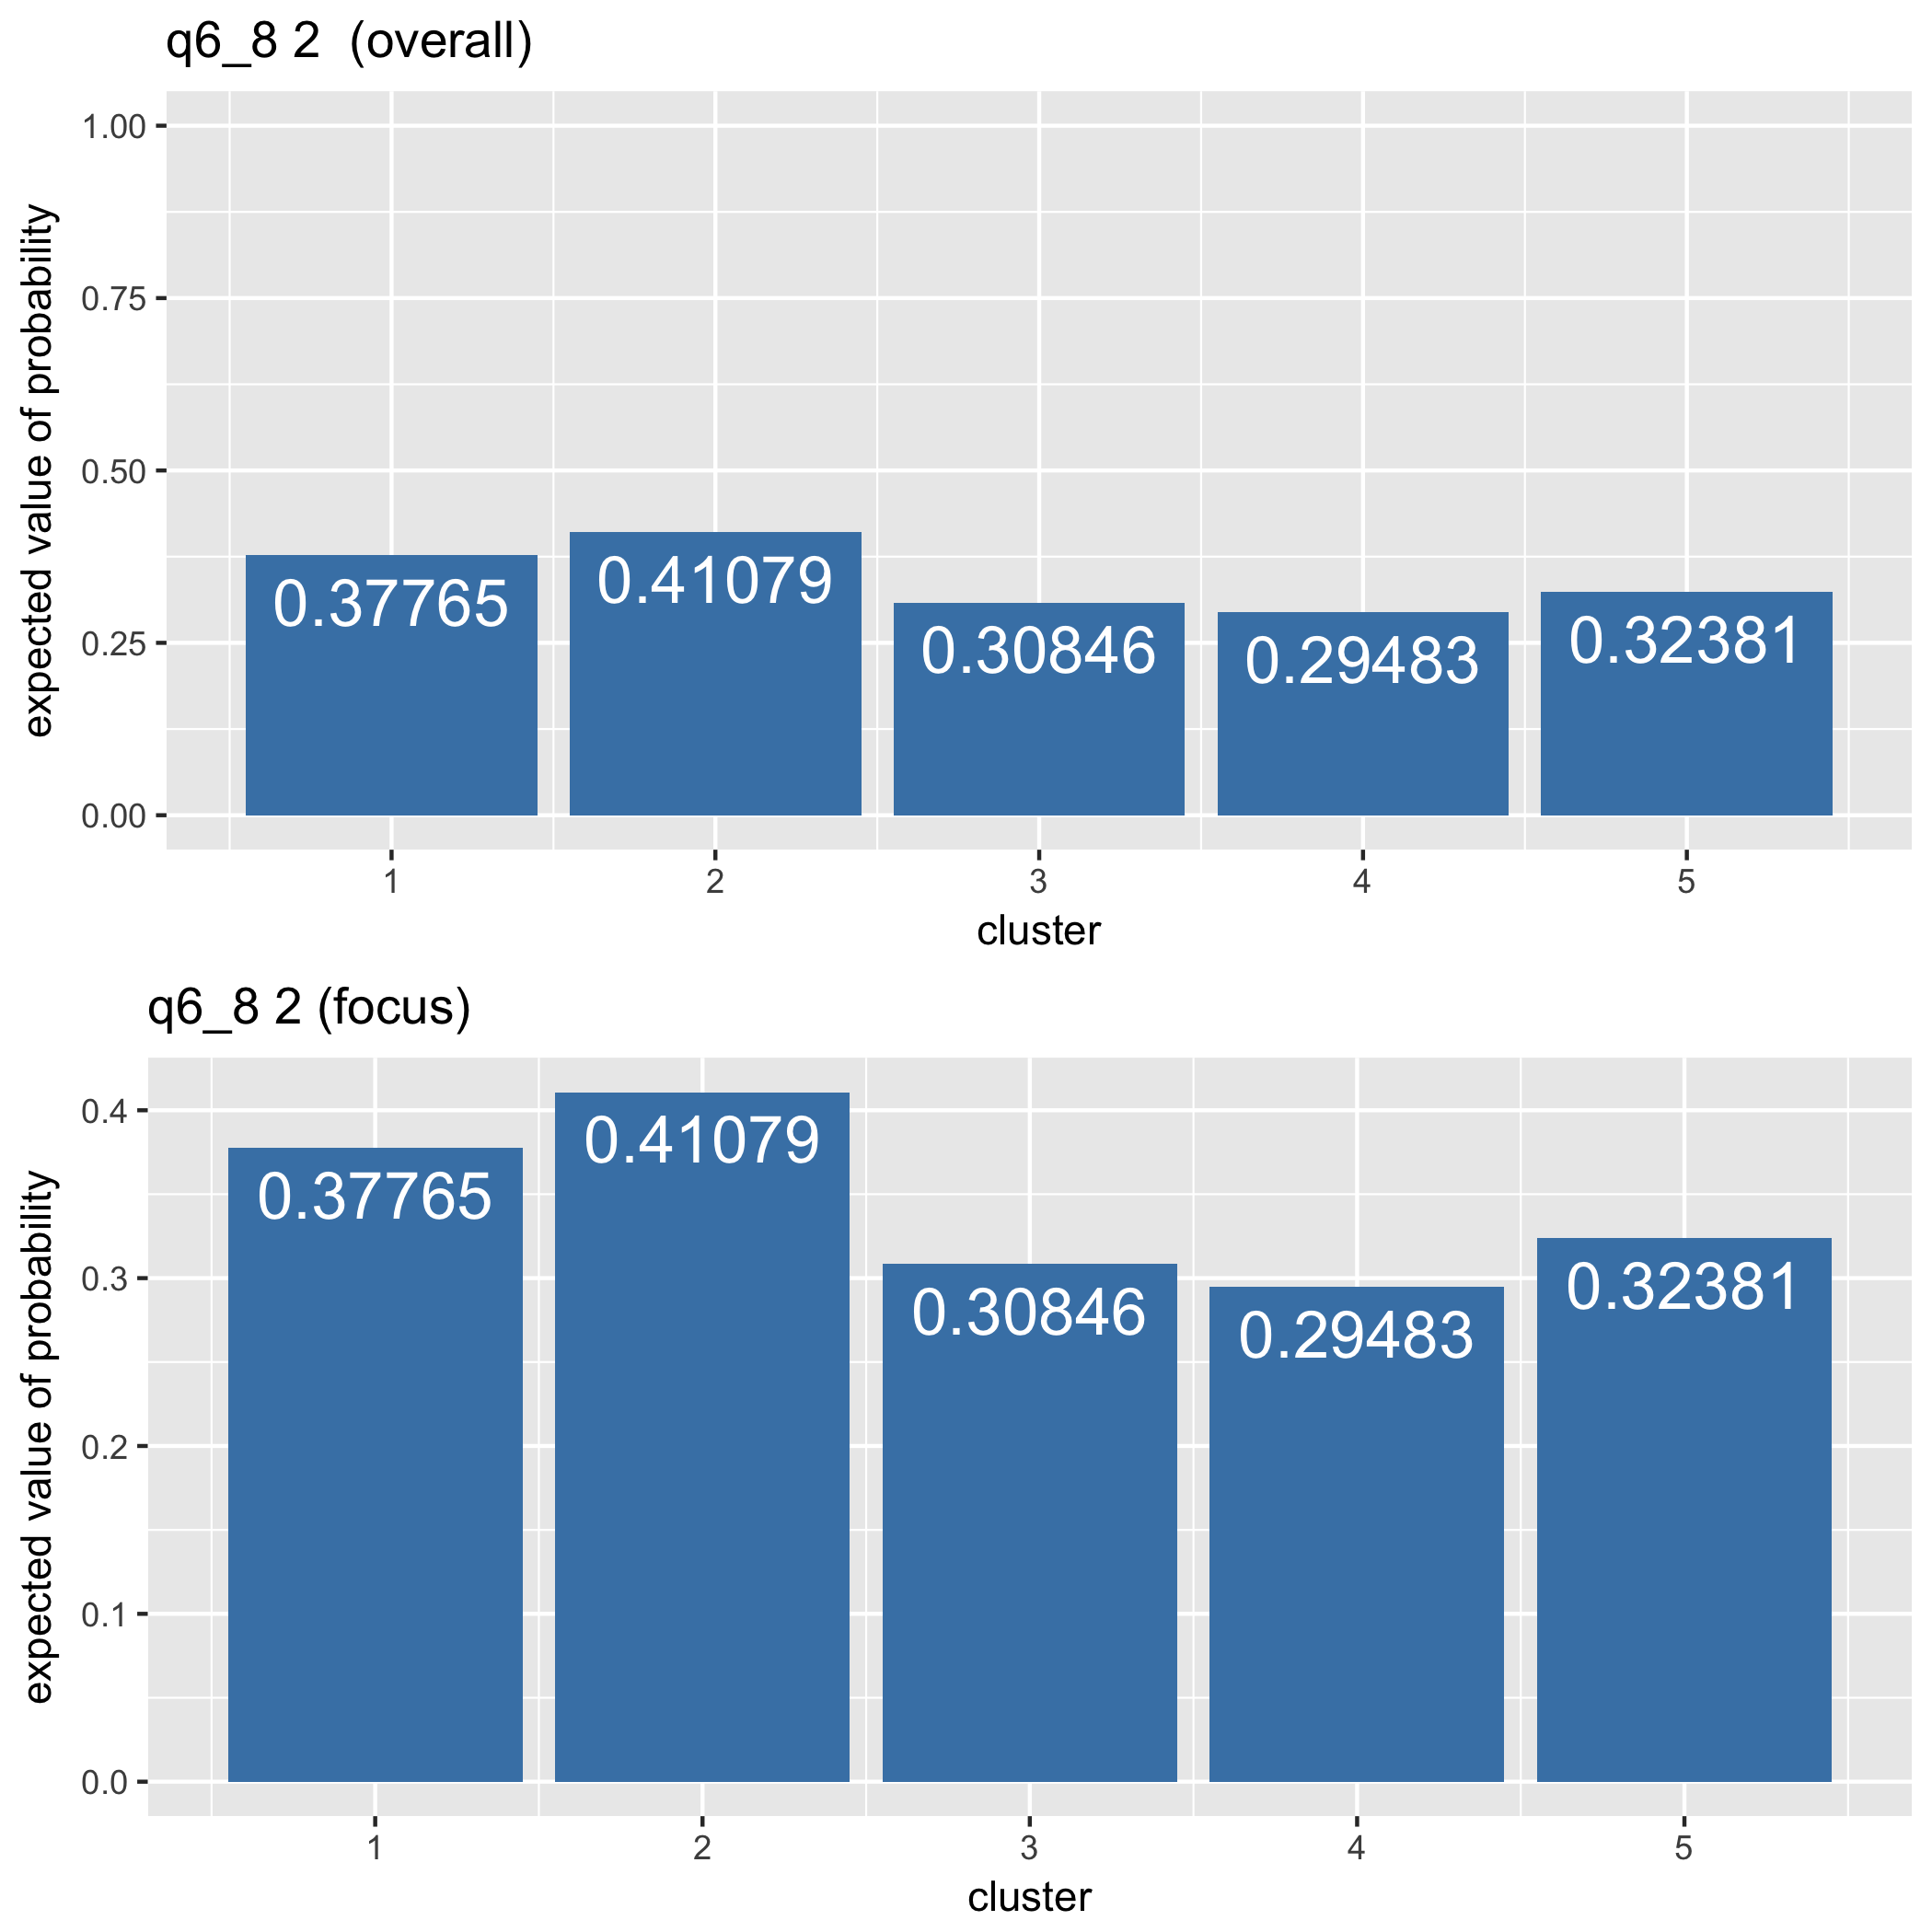 q6_8 2  (overall)
expected value of probability
1.00
0.75
0.50
0.25
0.00
0.37765
0.41079
0.30846
0.29483
0.32381
1 2 3 4 5
cluster
q6_8 2 (focus)
expected value of probability
0.4
0.3
0.2
0.1
0.0
0.37765
0.41079
0.30846
0.29483
0.32381
1 2 3 4 5
cluster